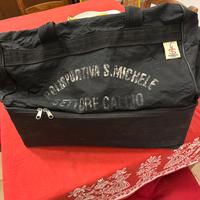 POLISPORTIVA S. MICHELE
SETTORE CALCIO